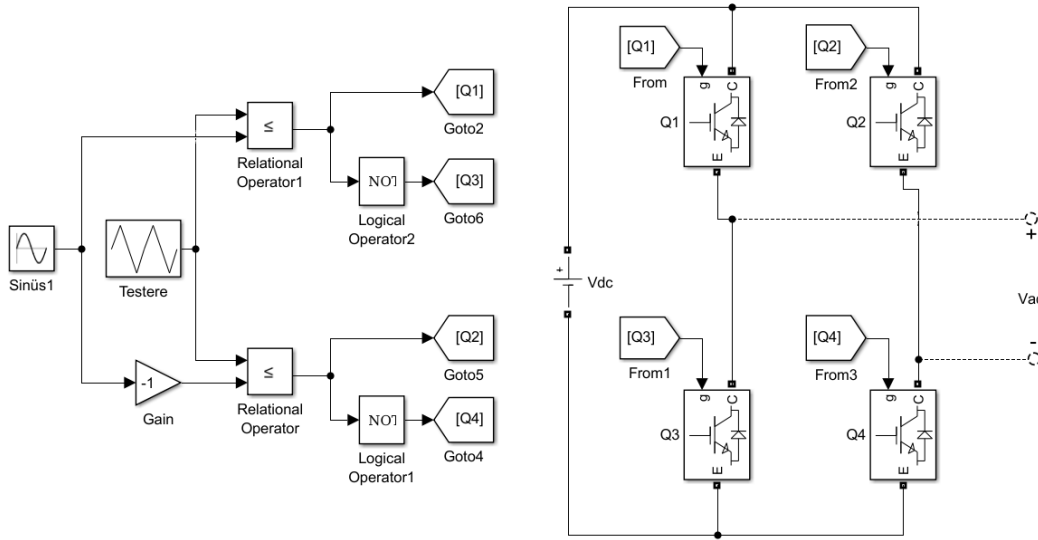 ≤
Relational
Operator1
[Q1]
Goto2
NOT
Logical
Operator2
[Q3]
Goto6
Sinüs1
Testere
-1
Gain
≤
Relational
Operator
[Q2]
Goto5
NOT
Logical
Operator1
[Q4]
Goto4
[Q1]
From
g
C
Q1
E
[Q2]
From2
g
C
Q2
E
+
Vdc
+
Va
-
[Q3]
From1
g
C
Q3
E
[Q4]
From3
g
C
Q4
E